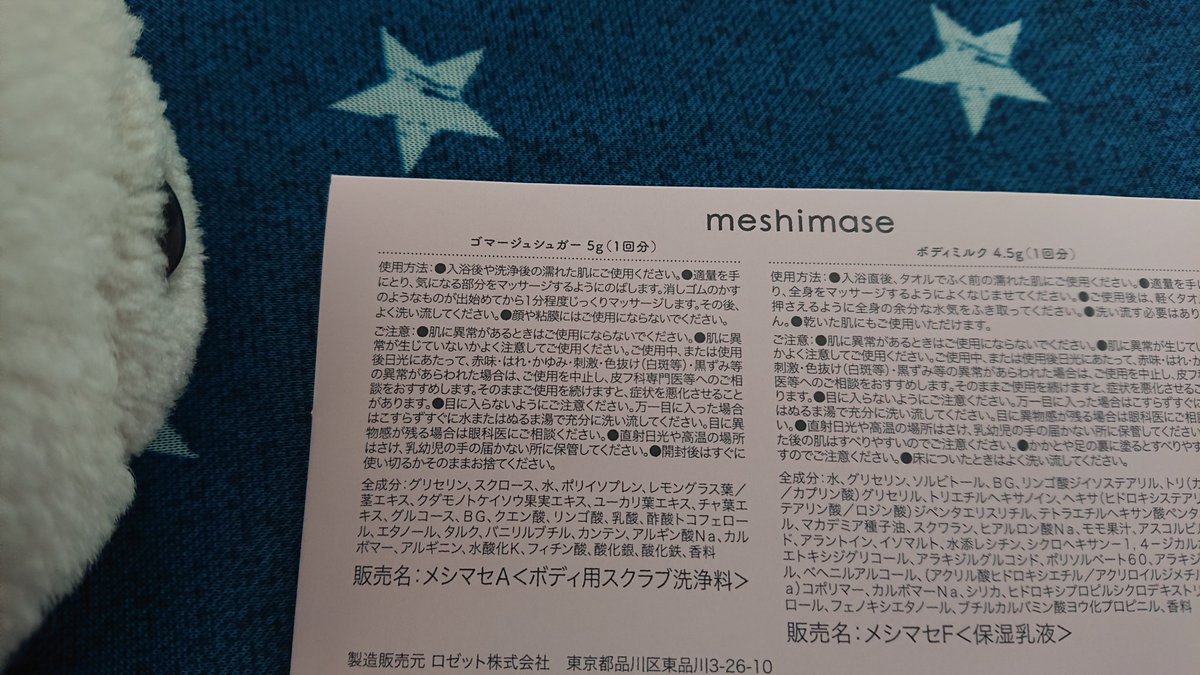 meshimase
ゴマージュシュガー 5g(1回分)
使用方法:●入浴後や洗浄後の濡れた肌にご使用ください。●適量を手
にとり、気になる部分をマッサージするようにのばします。消しゴムのかす
のようなものが出始めてから1分程度じっくりマッサージします。その後、
よく洗い流してください。●顔や粘膜にはご使用にならないでください。
ご注意:●肌に異常があるときはご使用にならないでください。●肌に異
常が生じていないかよく注意してご使用ください。ご使用中、または使用
後日光にあたって、赤味・はれ・かゆみ・刺激・色抜け(白斑等)・黒ずみ等
の異常があらわれた場合は、ご使用を中止し、皮フ科専門医等へのご相
談をおすすめします。そのままご使用を続けますと、症状を悪化させること
があります。●目に入らないようにご注意ください。万一目に入った場合
はこすらずすぐに水またはぬるま湯で充分に洗い流してください。目に異
物感が残る場合は眼科医にご相談ください。●直射日光や高温の場所
はさけ、乳幼児の手の届かない所に保管してください。●開封後はすぐに
使い切るかそのままお捨てください。
全成分:グリセリン、スクロース、水、ポリイソプレン、レモングラス葉/
茎エキス、クダモノトケイソウ果実エキス、ユーカリ葉エキス、チャ葉エ
キス、グルコース、BG、クエン酸、リンゴ酸、乳酸、酢酸トコフェロー
ル、エタノール、タルク、バニリルブチル、カンテン、アルギン酸Na、カル
ボマー、アルギニン、水酸化K、フィチン酸、酸化銀、酸化鉄、香料
販売名:メシマセA<ボディ用スクラブ洗浄料>
ボディミルク 4.5g(1回分)
使用方法:●入浴直後、タオルでふく前の濡れた肌にご使用ください。●適量を手
り、全身をマッサージするようによくなじませてください。●ご使用後は、軽くタオ
押さえるように全身の余分な水気をふき取ってください。●洗い流す必要はあり
ん。●乾いた肌にもご使用いただけます。
ご注意:●肌に異常があるときはご使用にならないでください。●肌に異常が生じ
かよく注意してご使用ください。ご使用中、または使用後日光にあたって、赤味・はれ・
刺激・色抜け(白斑等)・黒ずみ等の異常があらわれた場合は、ご使用を中止し、皮フ
医等へのご相談をおすすめします。そのままご使用を続けますと、症状を悪化させる
ります。●目に入らないようにご注意ください。万一目に入った場合はこすらずすぐに
はぬるま湯で充分に洗い流してください。目に異物感が残る場合は眼科医にご相
●直射日光や高温の場所はさけ、乳幼児の手の届かない所に保管してください
た後の肌はすべりやすいのでご注意ください。●かかとや足の裏に塗るとすべりやす
すのでご注意ください。●床についたときはよく洗い流してください。
全成分:水、グリセリン、ソルビトール、BG、リンゴ酸ジイソステアリル、トリ(カ
/カプリン酸)グリセリル、トリエチルヘキサノイン、ヘキサ(ヒドロキシステア
テアリン酸/ロジン酸)ジペンタエリスリチル、テトラエチルヘキサン酸ペンタ
ル、マカデミア種子油、スクワラン、ヒアルロン酸Na、モモ果汁、アスコルビ
ド、アラントイン、イソマルト、水添レシチン、シクロヘキサン-1,4-ジカル
エトキシジグリコール、アラキジルグルコシド、ポリソルベート60、アラキジ
ル、ベヘニルアルコール、(アクリル酸ヒドロキシエチル/アクリロイルジメチ
a)コポリマー、カルボマーNa、シリカ、ヒドロキシプロピルシクロデキストリ
ロール、フェノキシエタノール、ブチルカルバミン酸ヨウ化プロピニル、香料
販売名:メシマセF<保湿乳液>
製造販売元 ロゼット株式会社 東京都品川区東品川3-26-10